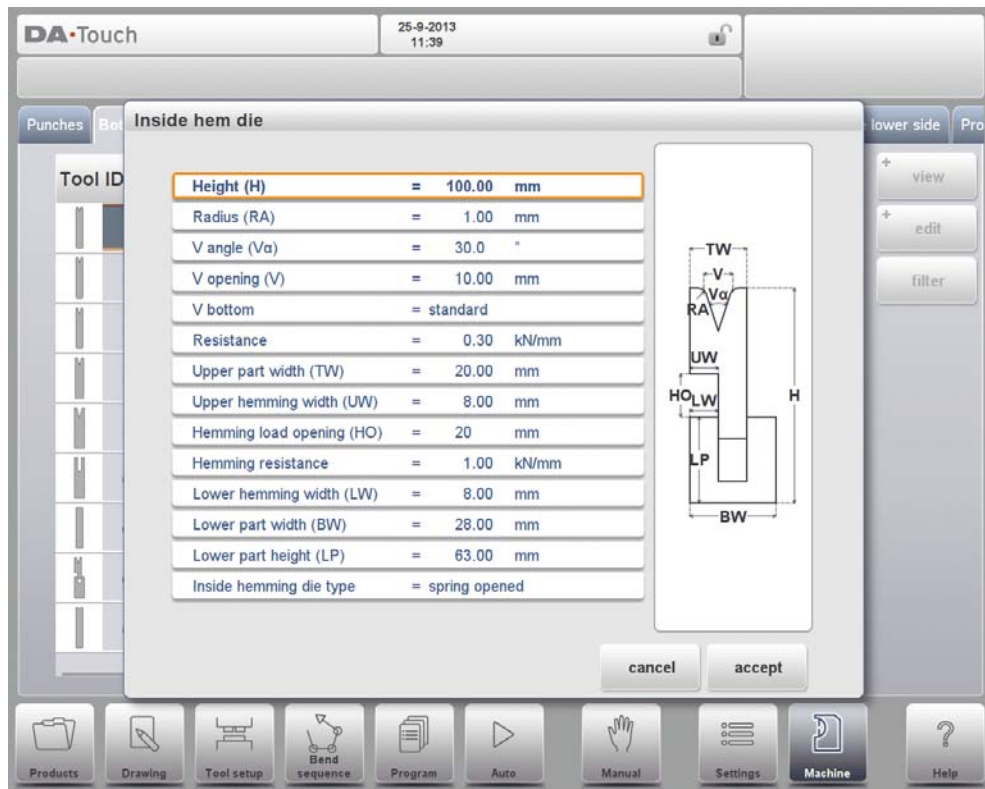 DA·Touch
25-9-2013
11:39
Punches
Bot
Inside hem die
lower side
Pro
Tool ID
Height (H) = 100.00 mm
Radius (RA) = 1.00 mm
V angle (Vα) = 30.0 °
V opening (V) = 10.00 mm
V bottom = standard
Resistance = 0.30 kN/mm
Upper part width (TW) = 20.00 mm
Upper hemming width (UW) = 8.00 mm
Hemming load opening (HO) = 20 mm
Hemming resistance = 1.00 kN/mm
Lower hemming width (LW) = 8.00 mm
Lower part width (BW) = 28.00 mm
Lower part height (LP) = 63.00 mm
Inside hemming die type = spring opened
TW
V
Vα
RA
UW
HO
LW
H
LP
BW
+ view
+ edit
filter
cancel
accept
Products
Drawing
Tool setup
Bend
sequence
Program
Auto
Manual
Settings
Machine
? Help